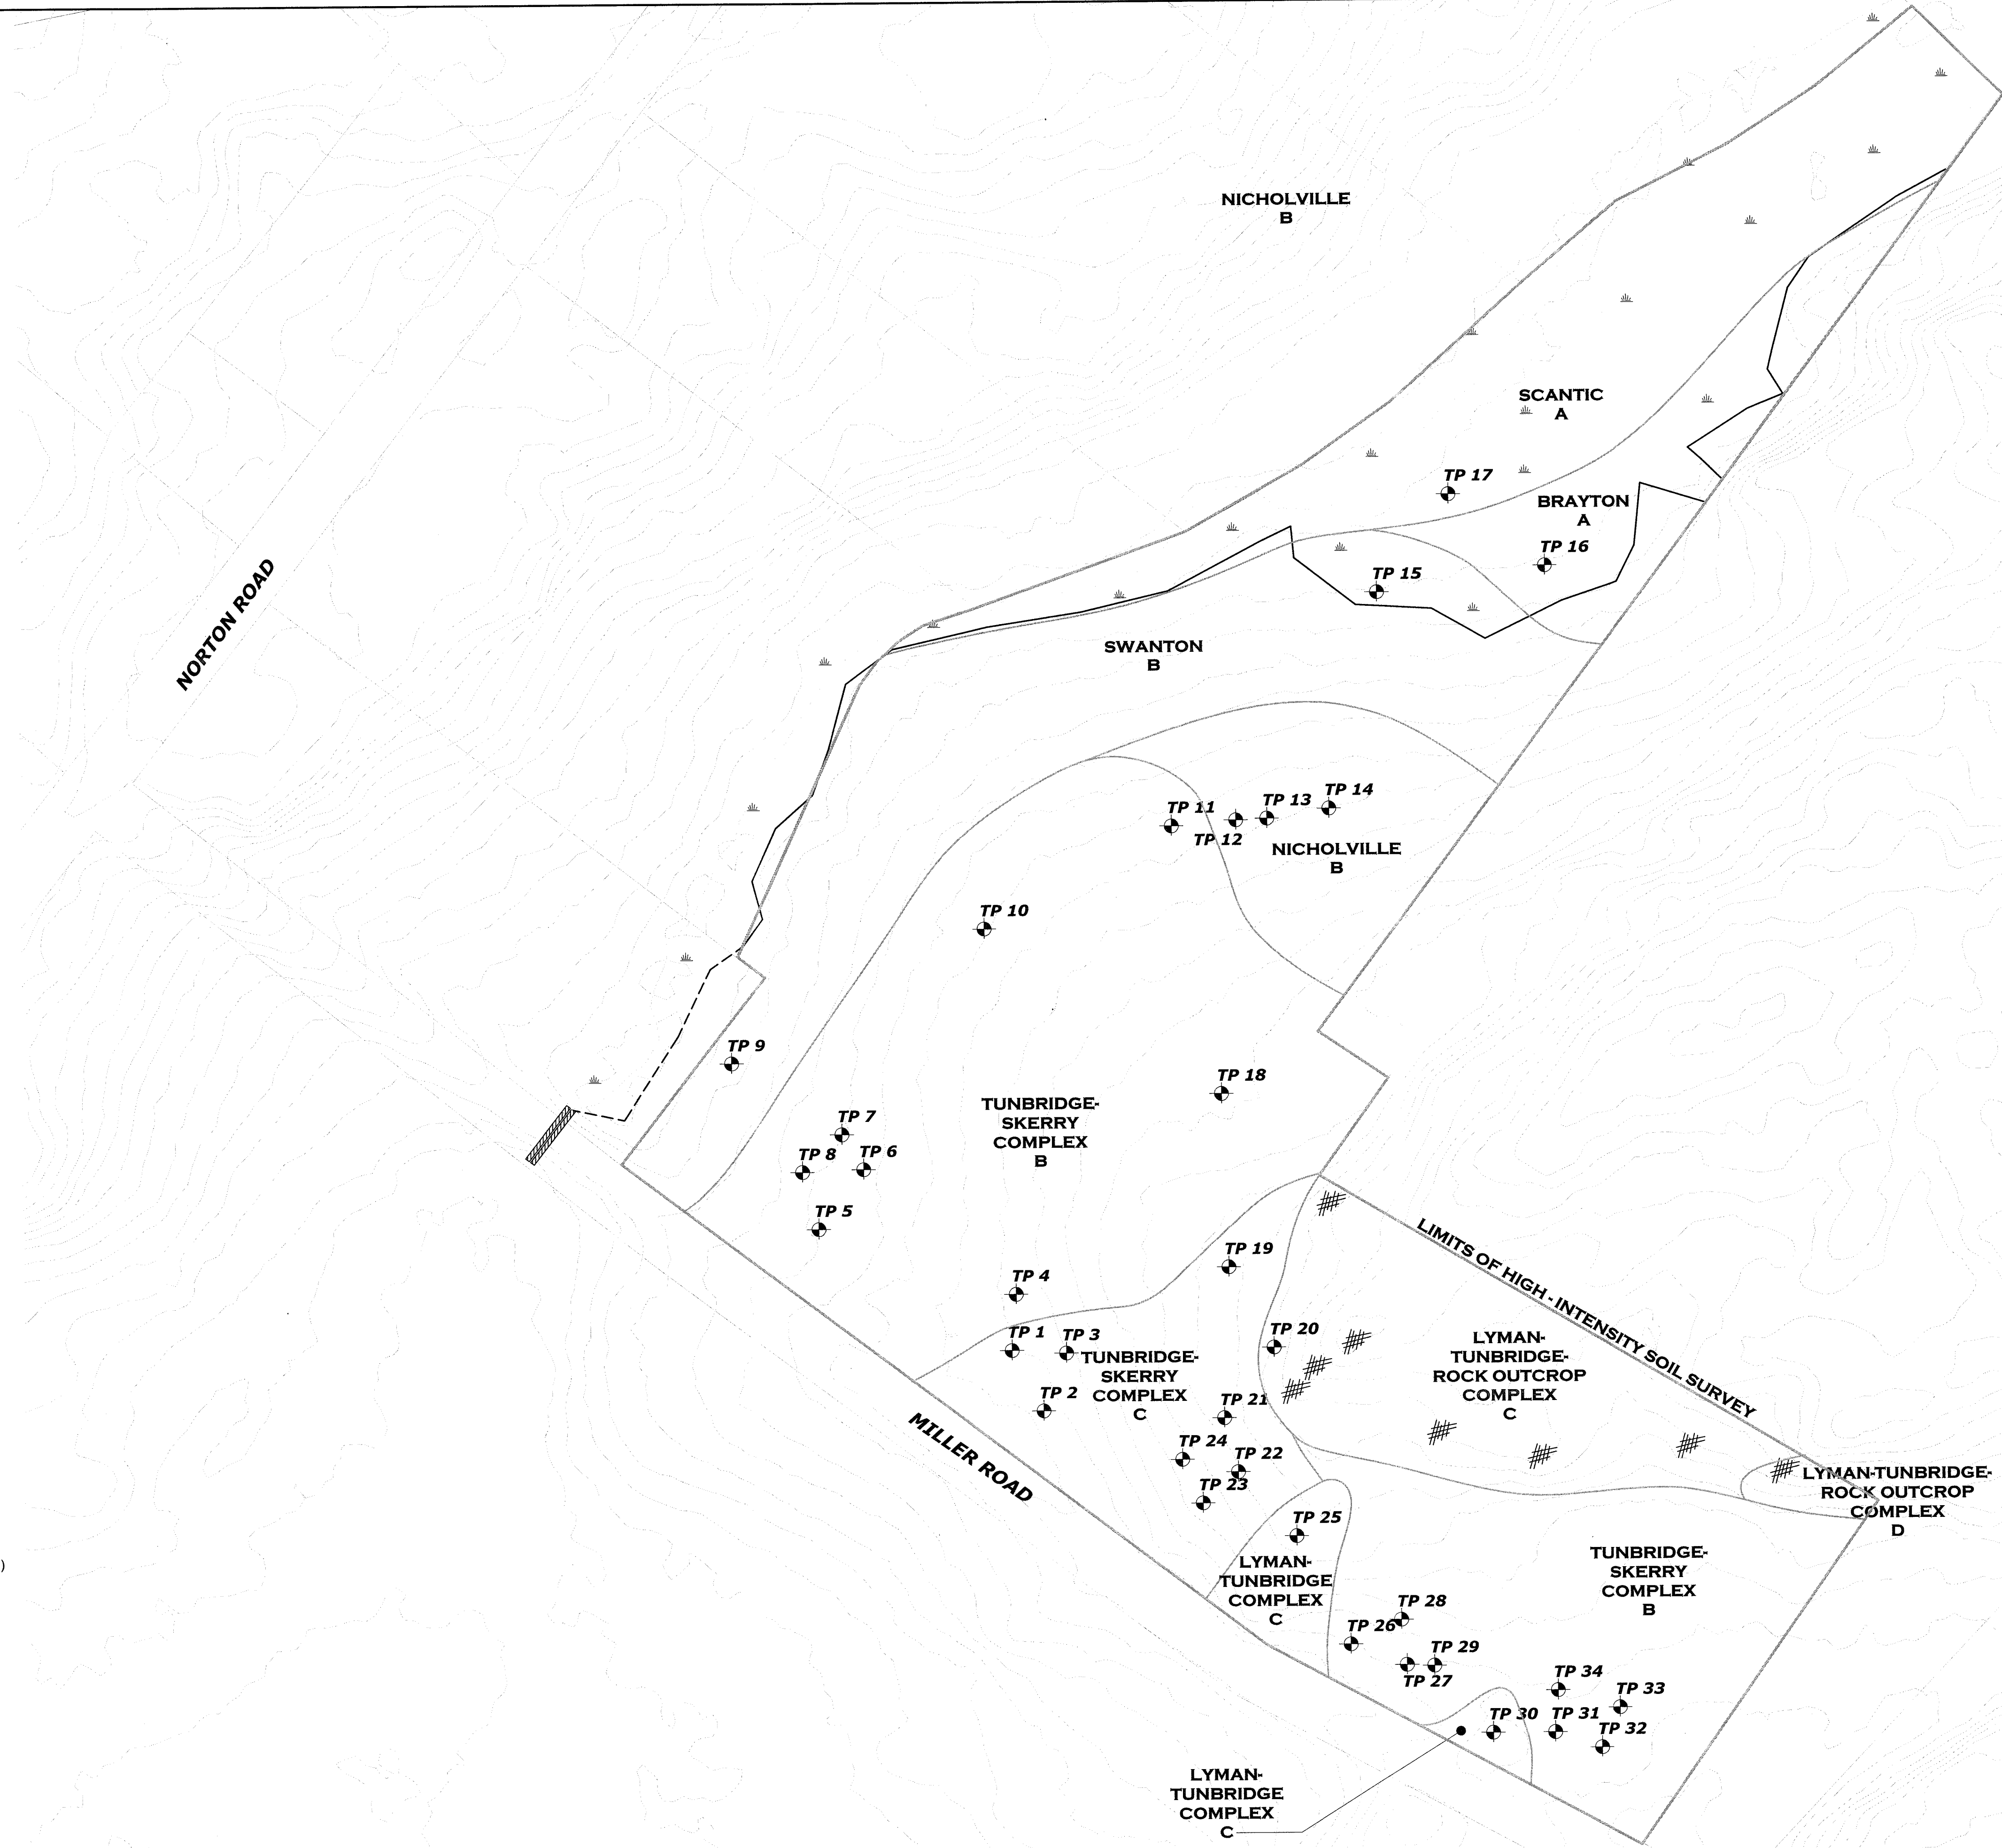 NICHOLVILLE
B
SCANTIC
A
TP 17
BRAYTON
A
TP 16
TP 15
NORTON ROAD
SWANTON
B
TP 14
TP 13
TP 11
TP 12
NICHOLVILLE
B
TP 10
TP 9
TP 18
TUNBRIDGE-
SKERRY
COMPLEX
B
TP 7
TP 8
TP 6
TP 5
LIMITS OF HIGH - INTENSITY SOIL SURVEY
TP 19
TP 4
TP 1
TP 3
TP 20
TUNBRIDGE-
SKERRY
COMPLEX
C
LYMAN-
TUNBRIDGE-
ROCK OUTCROP
COMPLEX
C
TP 2
TP 21
MILLER ROAD
TP 24
TP 22
TP 23
LYMAN-TUNBRIDGE-
ROCK OUTCROP
COMPLEX
D
TP 25
LYMAN-
TUNBRIDGE
COMPLEX
C
TUNBRIDGE-
SKERRY
COMPLEX
B
)
TP 28
TP 26
TP 29
TP 27
TP 34
TP 33
TP 30
TP 31
TP 32
LYMAN-
TUNBRIDGE
COMPLEX
C